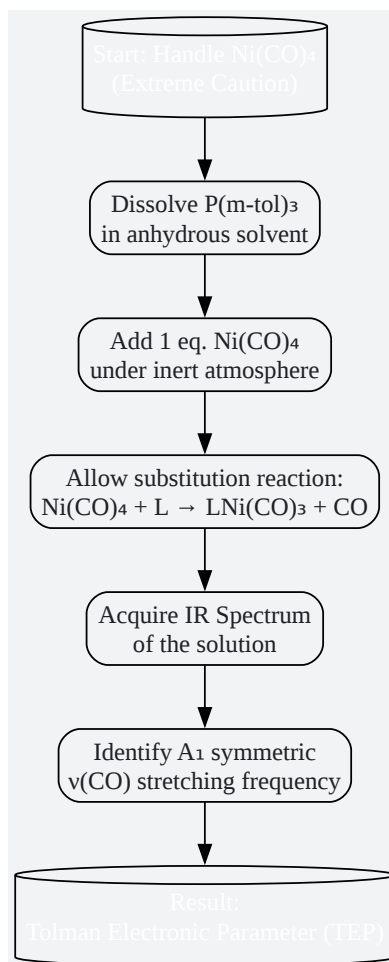 Start: Handle Ni(CO)₄
(Extreme Caution)
Dissolve P(m-tol)₃
in anhydrous solvent
Add 1 eq. Ni(CO)₄
under inert atmosphere
Allow substitution reaction:
Ni(CO)₄ + L → LNi(CO)₃ + CO
Acquire IR Spectrum
of the solution
Identify A₁ symmetric
ν(CO) stretching frequency
Result:
Tolman Electronic Parameter (TEP)